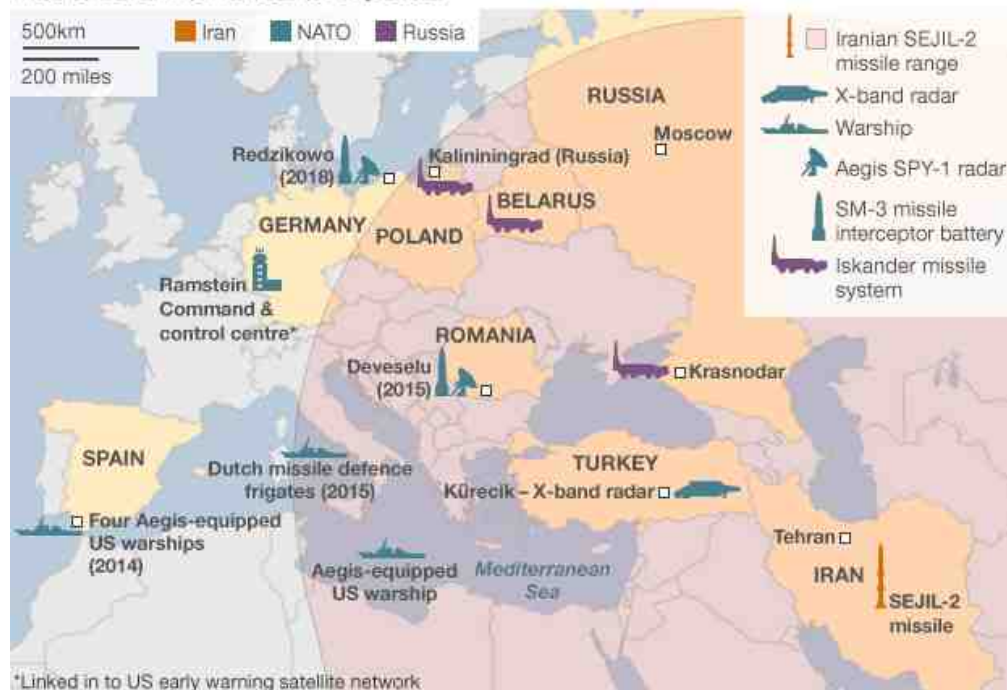 500km
200 miles
Iran
NATO
Russia
Iranian SEJIL-2
missile range
X-band radar
Warship
Aegis SPY-1 radar
SM-3 missile
interceptor battery
Iskander missile
system
RUSSIA
Moscow
Redzikowo
(2018)
Kalininingrad (Russia)
BELARUS
GERMANY
POLAND
Ramstein
Command &
control centre*
ROMANIA
Deveselu
(2015)
Krasnodar
SPAIN
Dutch missile defence
frigates (2015)
TURKEY
Kürecik – X-band radar
Four Aegis-equipped
US warships
(2014)
Tehran
Aegis-equipped
US warship
Mediterranean
Sea
IRAN
SEJIL-2
missile
*Linked in to US early warning satellite network